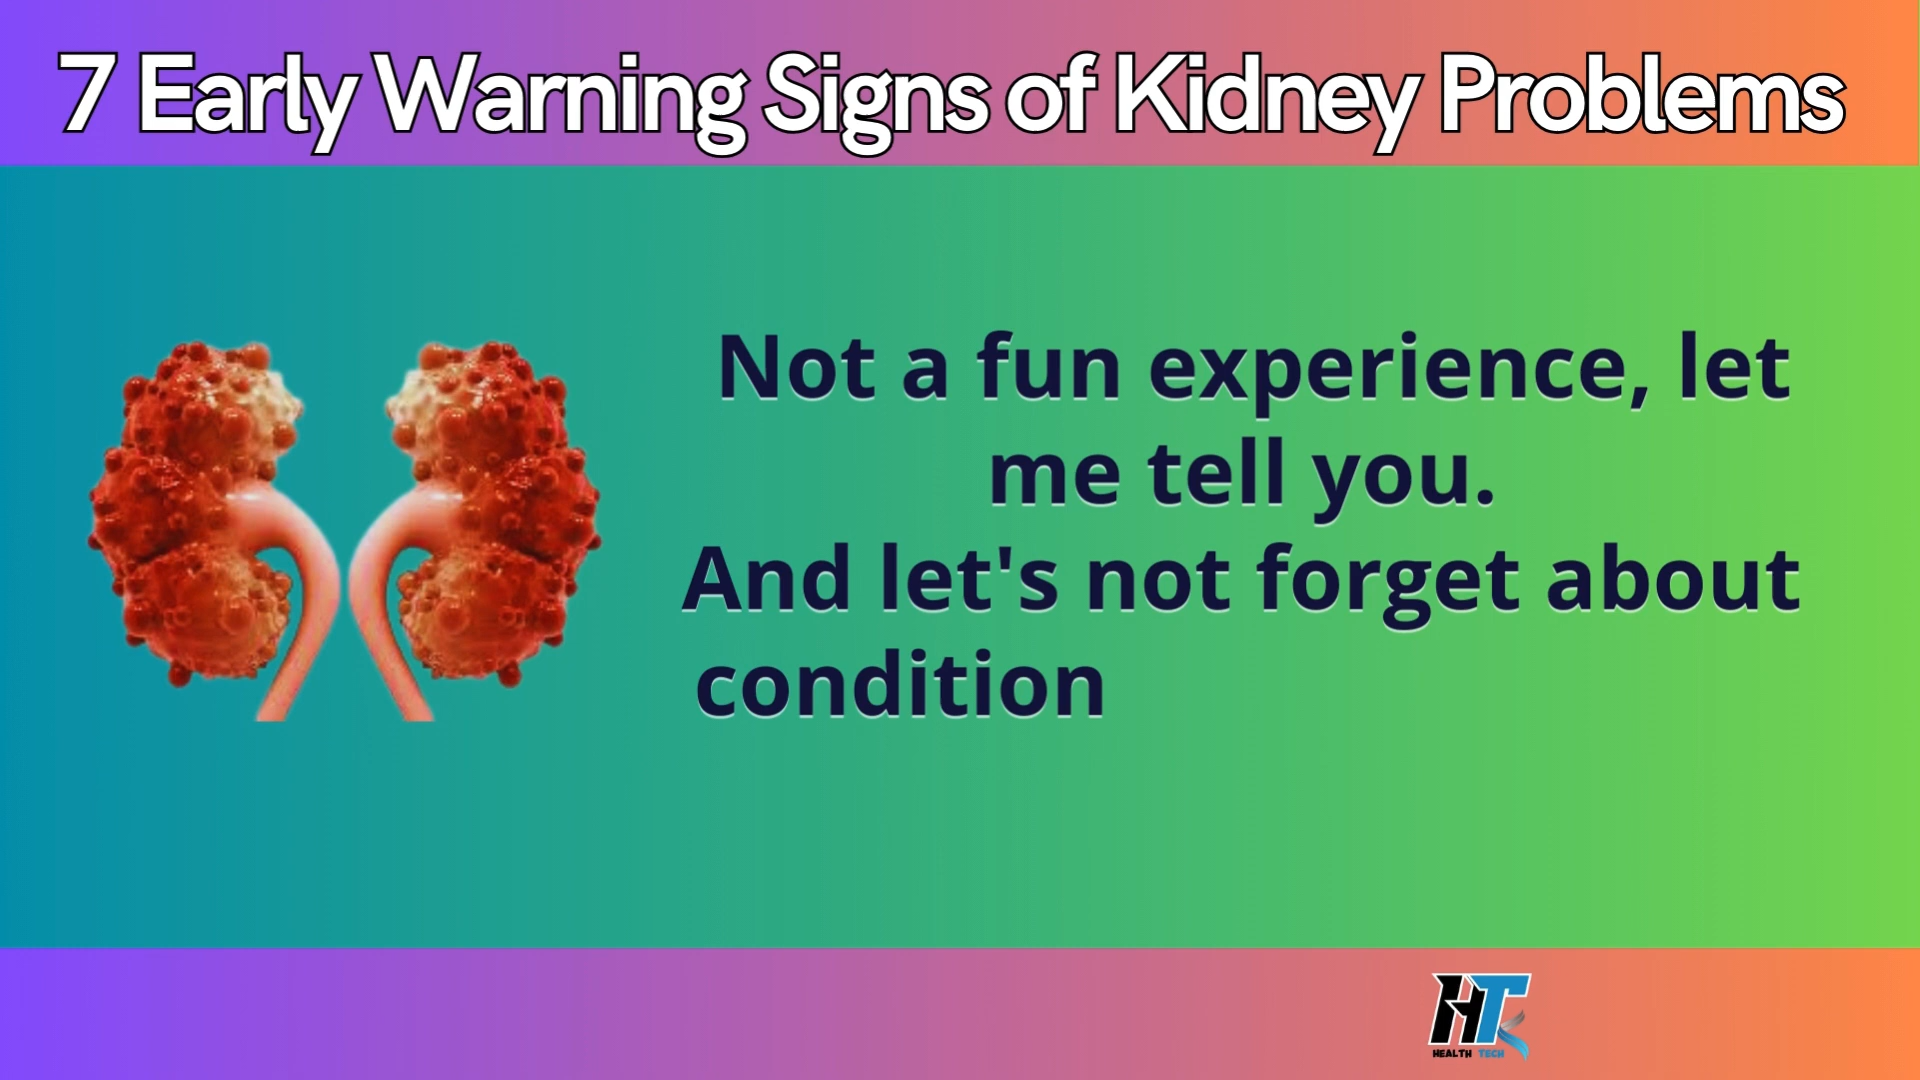 7 Early Warning Signs of Kidney Problems
Not a fun experience, let
me tell you.
And let's not forget about
condition
HT
HEALTH TECH